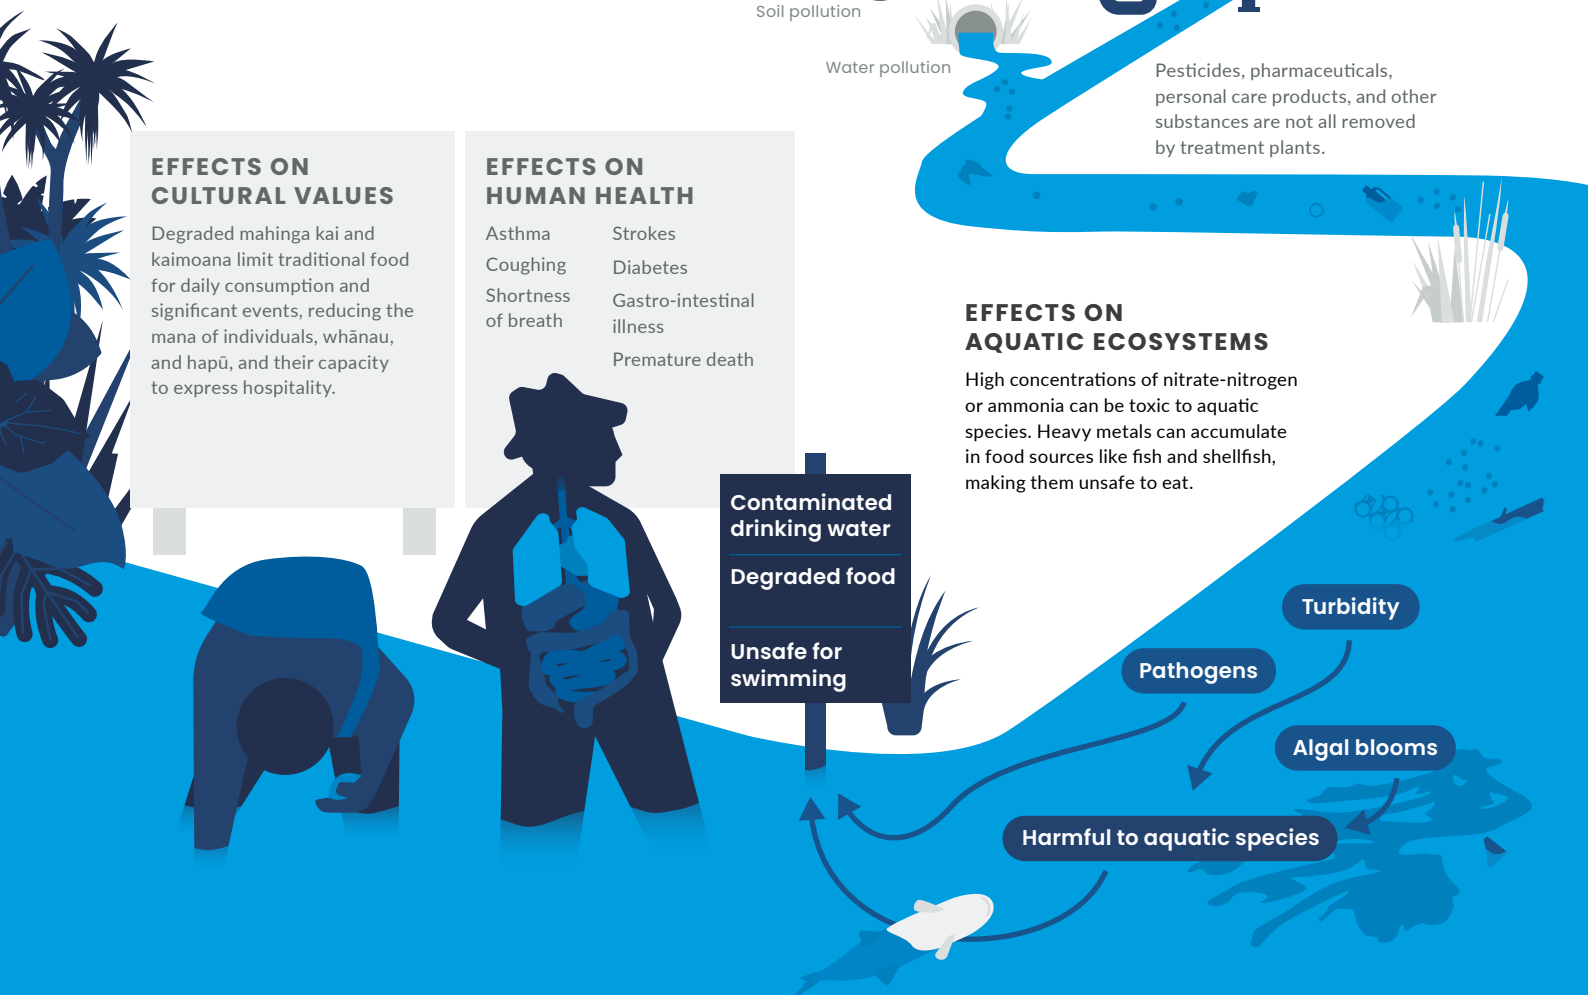 Soil pollution
Water pollution
Pesticides, pharmaceuticals,
personal care products, and other
substances are not all removed
by treatment plants.
EFFECTS ON
CULTURAL VALUES
Degraded mahinga kai and
kaimoana limit traditional food
for daily consumption and
significant events, reducing the
mana of individuals, whānau,
and hapū, and their capacity
to express hospitality.
EFFECTS ON
HUMAN HEALTH
Asthma
Coughing
Shortness
of breath
Strokes
Diabetes
Gastro-intestinal
illness
Premature death
EFFECTS ON
AQUATIC ECOSYSTEMS
High concentrations of nitrate-nitrogen
or ammonia can be toxic to aquatic
species. Heavy metals can accumulate
in food sources like fish and shellfish,
making them unsafe to eat.
Contaminated
drinking water
Degraded food
Unsafe for
swimming
Turbidity
Pathogens
Algal blooms
Harmful to aquatic species